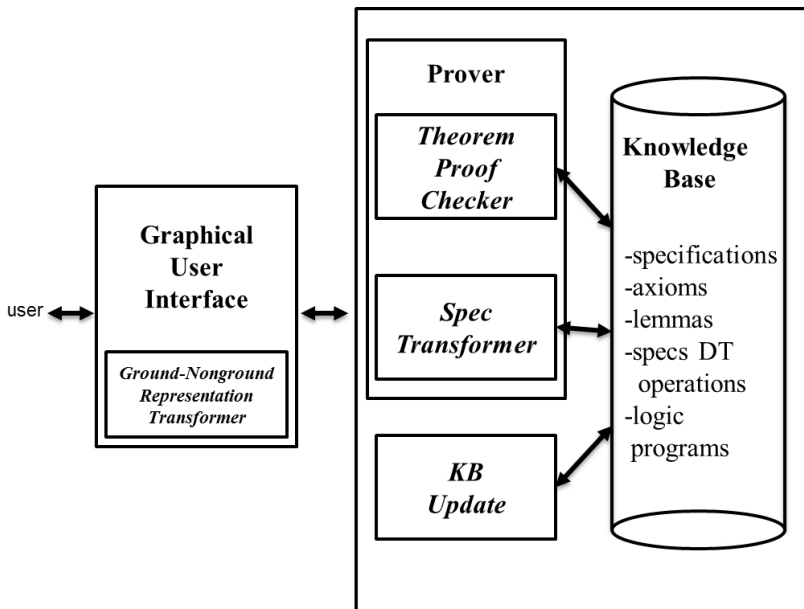 user
Graphical
User
Interface
Ground-Nonground
Representation
Transformer
Prover
Theorem
Proof
Checker
Spec
Transformer
KB
Update
Knowledge
Base
-specifications
-axioms
-lemmas
-specs DT
operations
-logic
programs